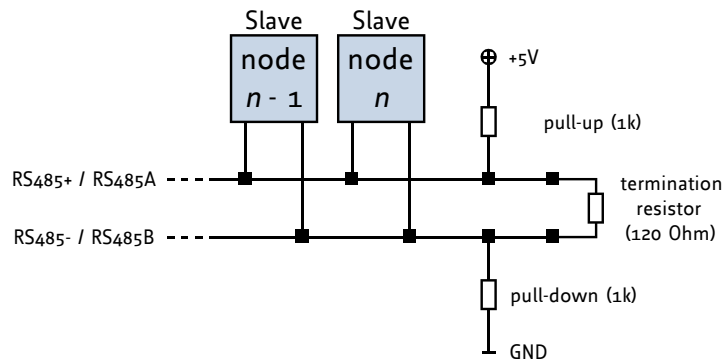 Slave Slave
node node
n - 1 n
+5V
pull-up (1k)
RS485+ / RS485A
termination
resistor
(120 Ohm)
RS485- / RS485B
pull-down (1k)
GND